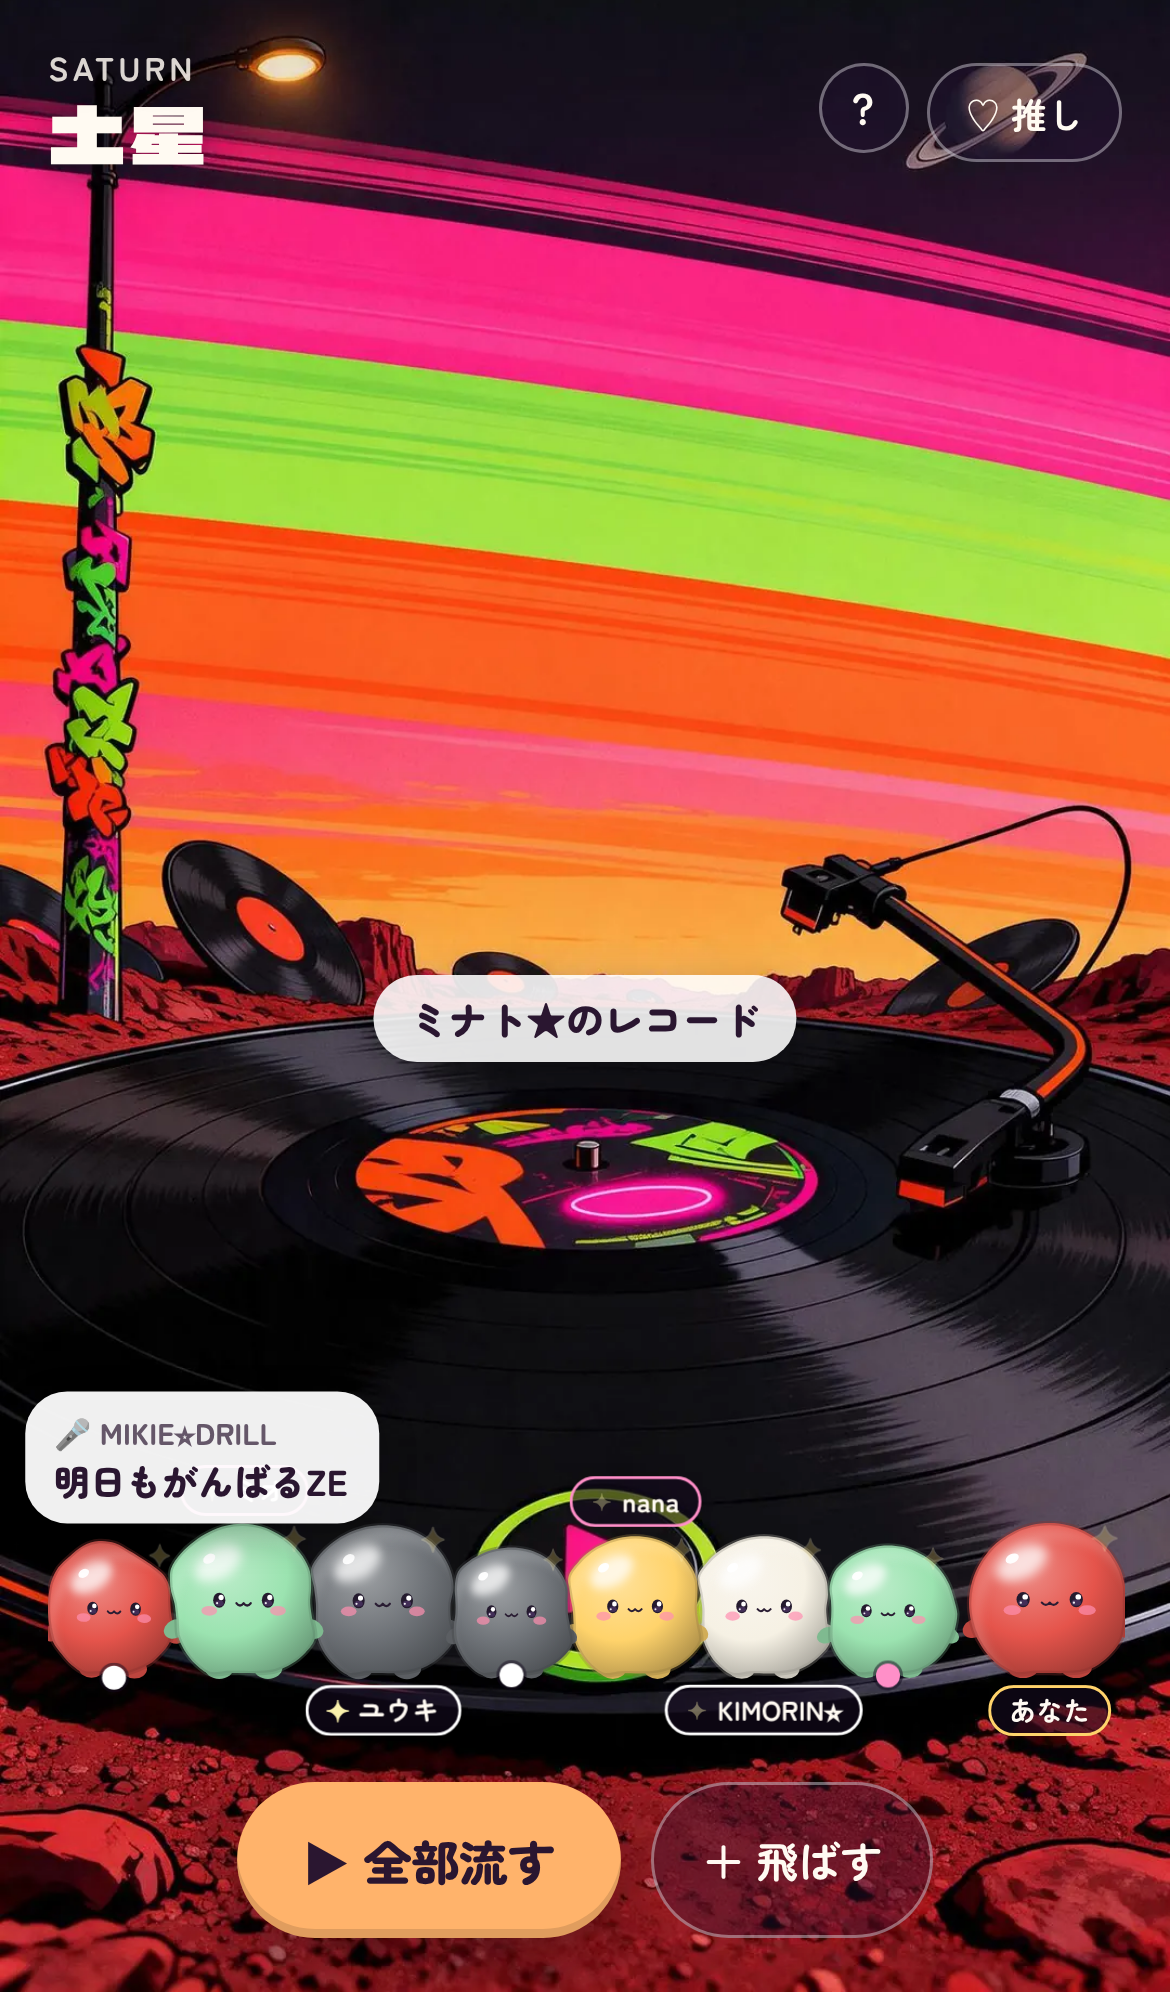 SATURN
土星
?
♡ 推し
ミナト★のレコード
🎤 MIKIE★DRILL
明日もがんばるZE
✦ nana
✦ ユウキ
✦ KIMORIN★
あなた
▶ 全部流す
＋ 飛ばす